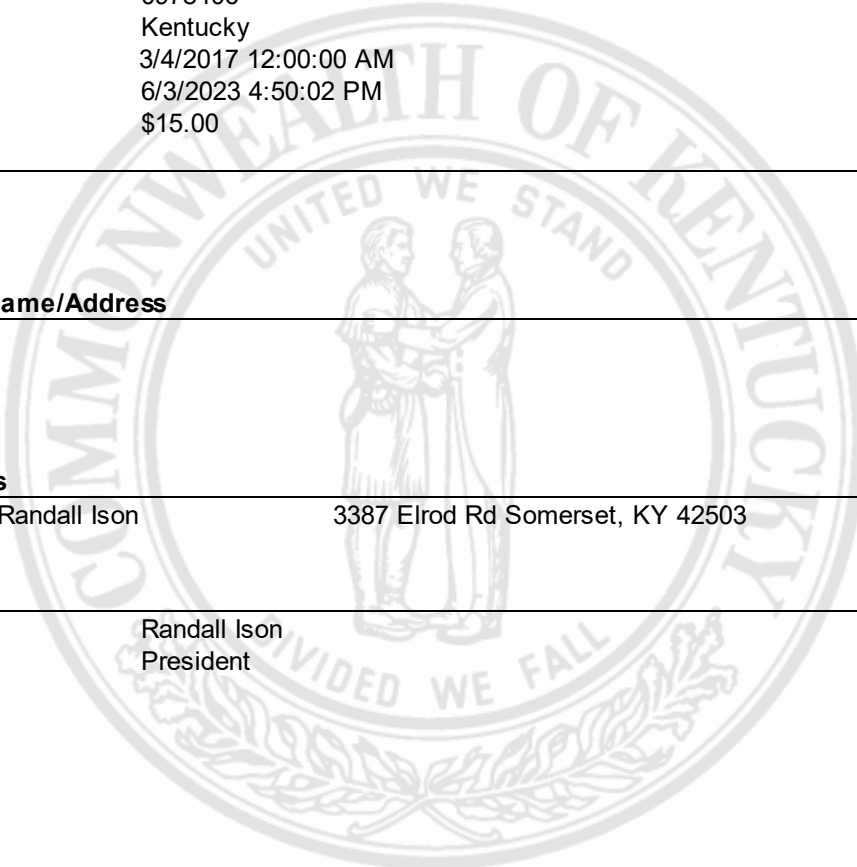 Kentucky
3/4/2017 12:00:00 AM
6/3/2023 4:50:02 PM
$15.00
COMMONWEALTH OF KENTUCKY
UNITED WE STAND
ame/Address
s
Randall Ison 3387 Elrod Rd Somerset, KY 42503
Randall Ison
President
DIVIDED WE FALL